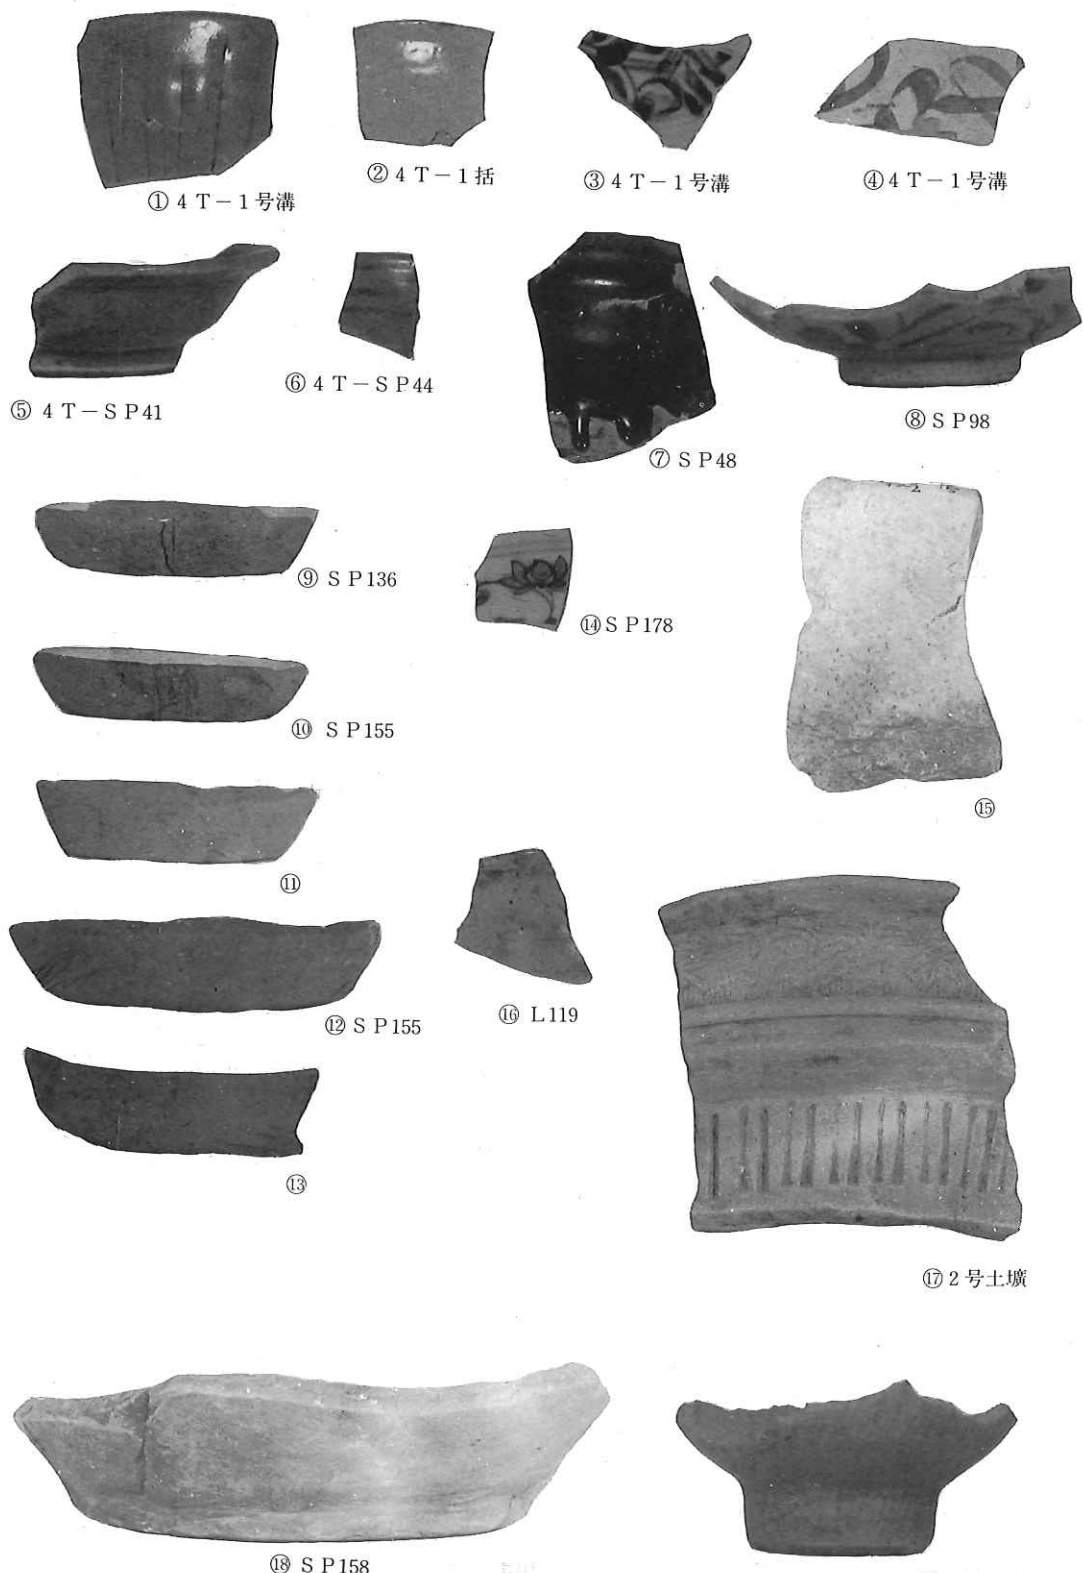 ① 4 T－1号溝
② 4 T－1括
③ 4 T－1号溝
④ 4 T－1号溝
⑤ 4 T－S P41
⑥ 4 T－S P44
⑦ S P48
⑧ S P98
⑨ S P136
⑭ S P178
⑩ S P155
⑮
⑪
⑫ S P155
⑯ L119
⑬
⑰ 2号土壙
⑱ S P158